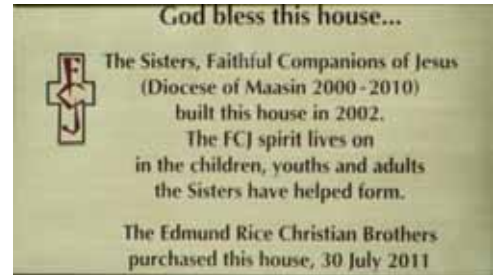 God bless this house...
The Sisters, Faithful Companions of Jesus
(Diocese of Maasin 2000-2010)
built this house in 2002.
The FCJ spirit lives on
in the children, youths and adults
the Sisters have helped form.
The Edmund Rice Christian Brothers
purchased this house, 30 July 2011
FCJ